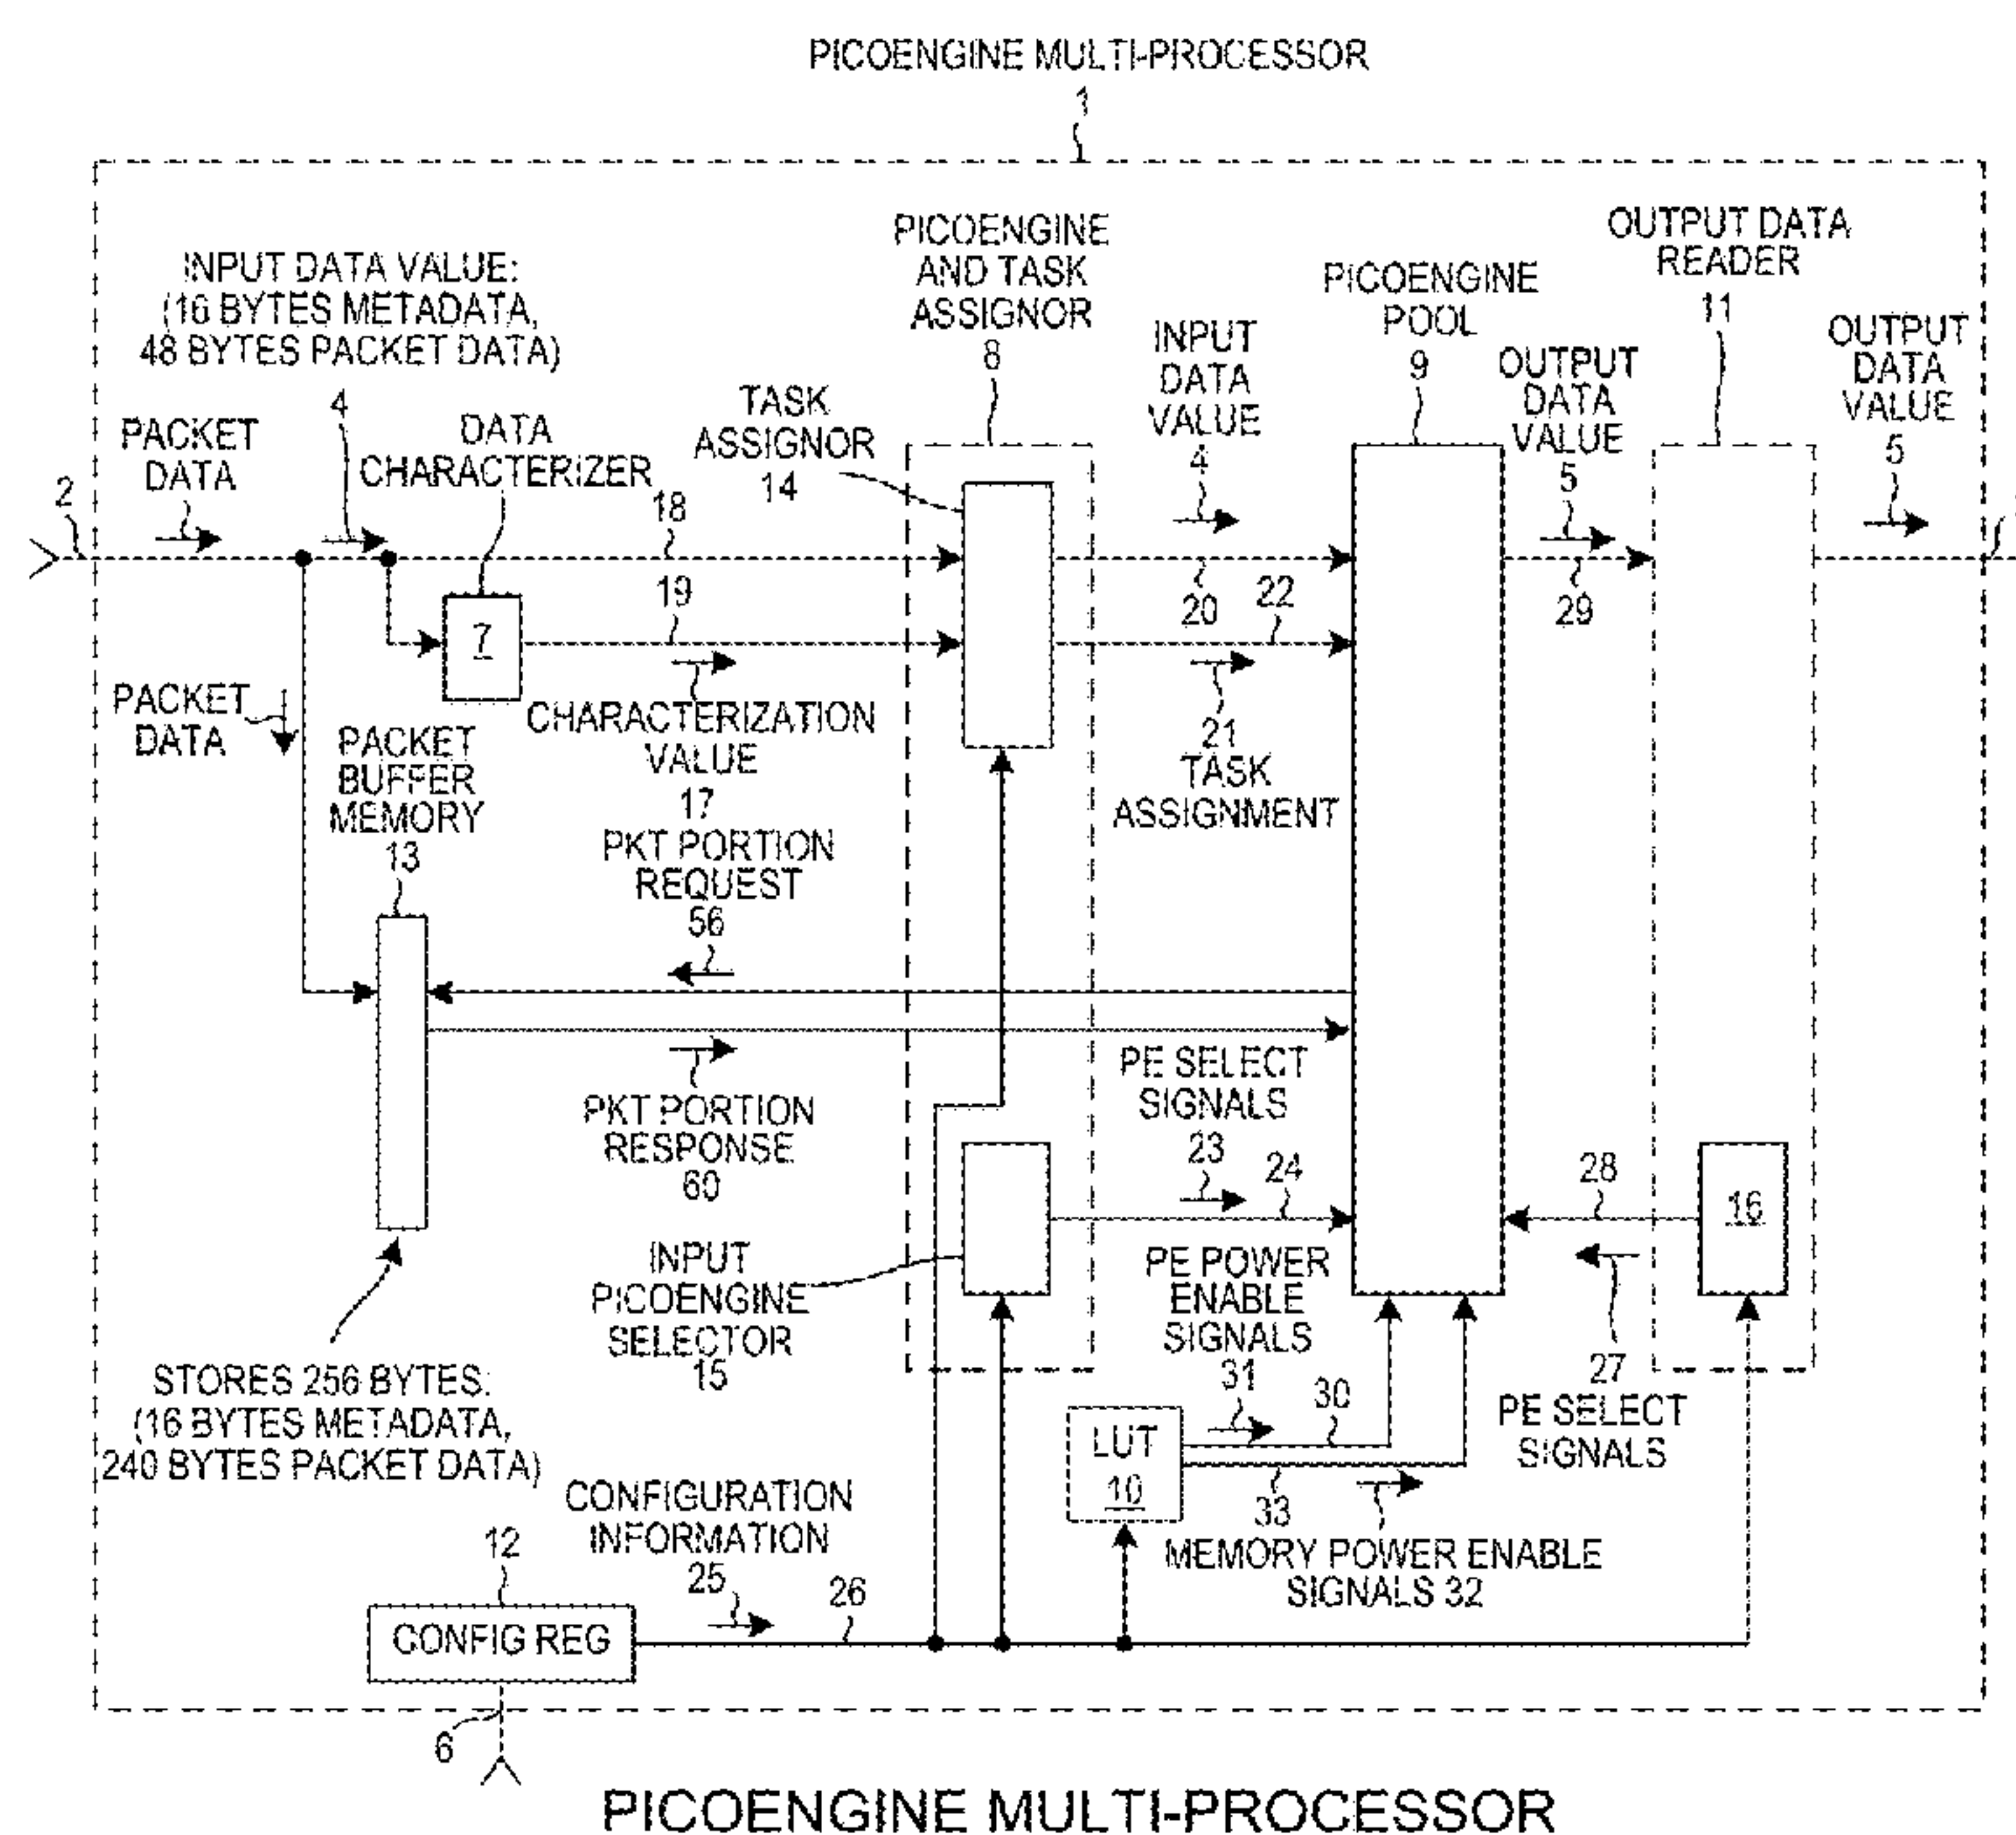 PICOENGINE MULTI-PROCESSOR
1
INPUT DATA VALUE:
(16 BYTES METADATA,
48 BYTES PACKET DATA)
4
PACKET
DATA
2
DATA
CHARACTERIZER
7
18
19
CHARACTERIZATION
VALUE
17
TASK
ASSIGNOR
14
PICOENGINE
AND TASK
ASSIGNOR
8
INPUT
DATA
VALUE
4
20
22
21
TASK
ASSIGNMENT
PICOENGINE
POOL
9
OUTPUT
DATA
VALUE
5
29
OUTPUT DATA
READER
11
OUTPUT
DATA
VALUE
5
PACKET
DATA
PACKET
BUFFER
MEMORY
13
PKT PORTION
REQUEST
56
PKT PORTION
RESPONSE
60
PE SELECT
SIGNALS
23
24
28
16
27
PE SELECT
SIGNALS
INPUT
PICOENGINE
SELECTOR
15
PE POWER
ENABLE
SIGNALS
31
30
LUT
10
33
MEMORY POWER ENABLE
SIGNALS 32
STORES 256 BYTES:
(16 BYTES METADATA,
240 BYTES PACKET DATA)
CONFIGURATION
INFORMATION
25
26
12
CONFIG REG
6
PICOENGINE MULTI-PROCESSOR